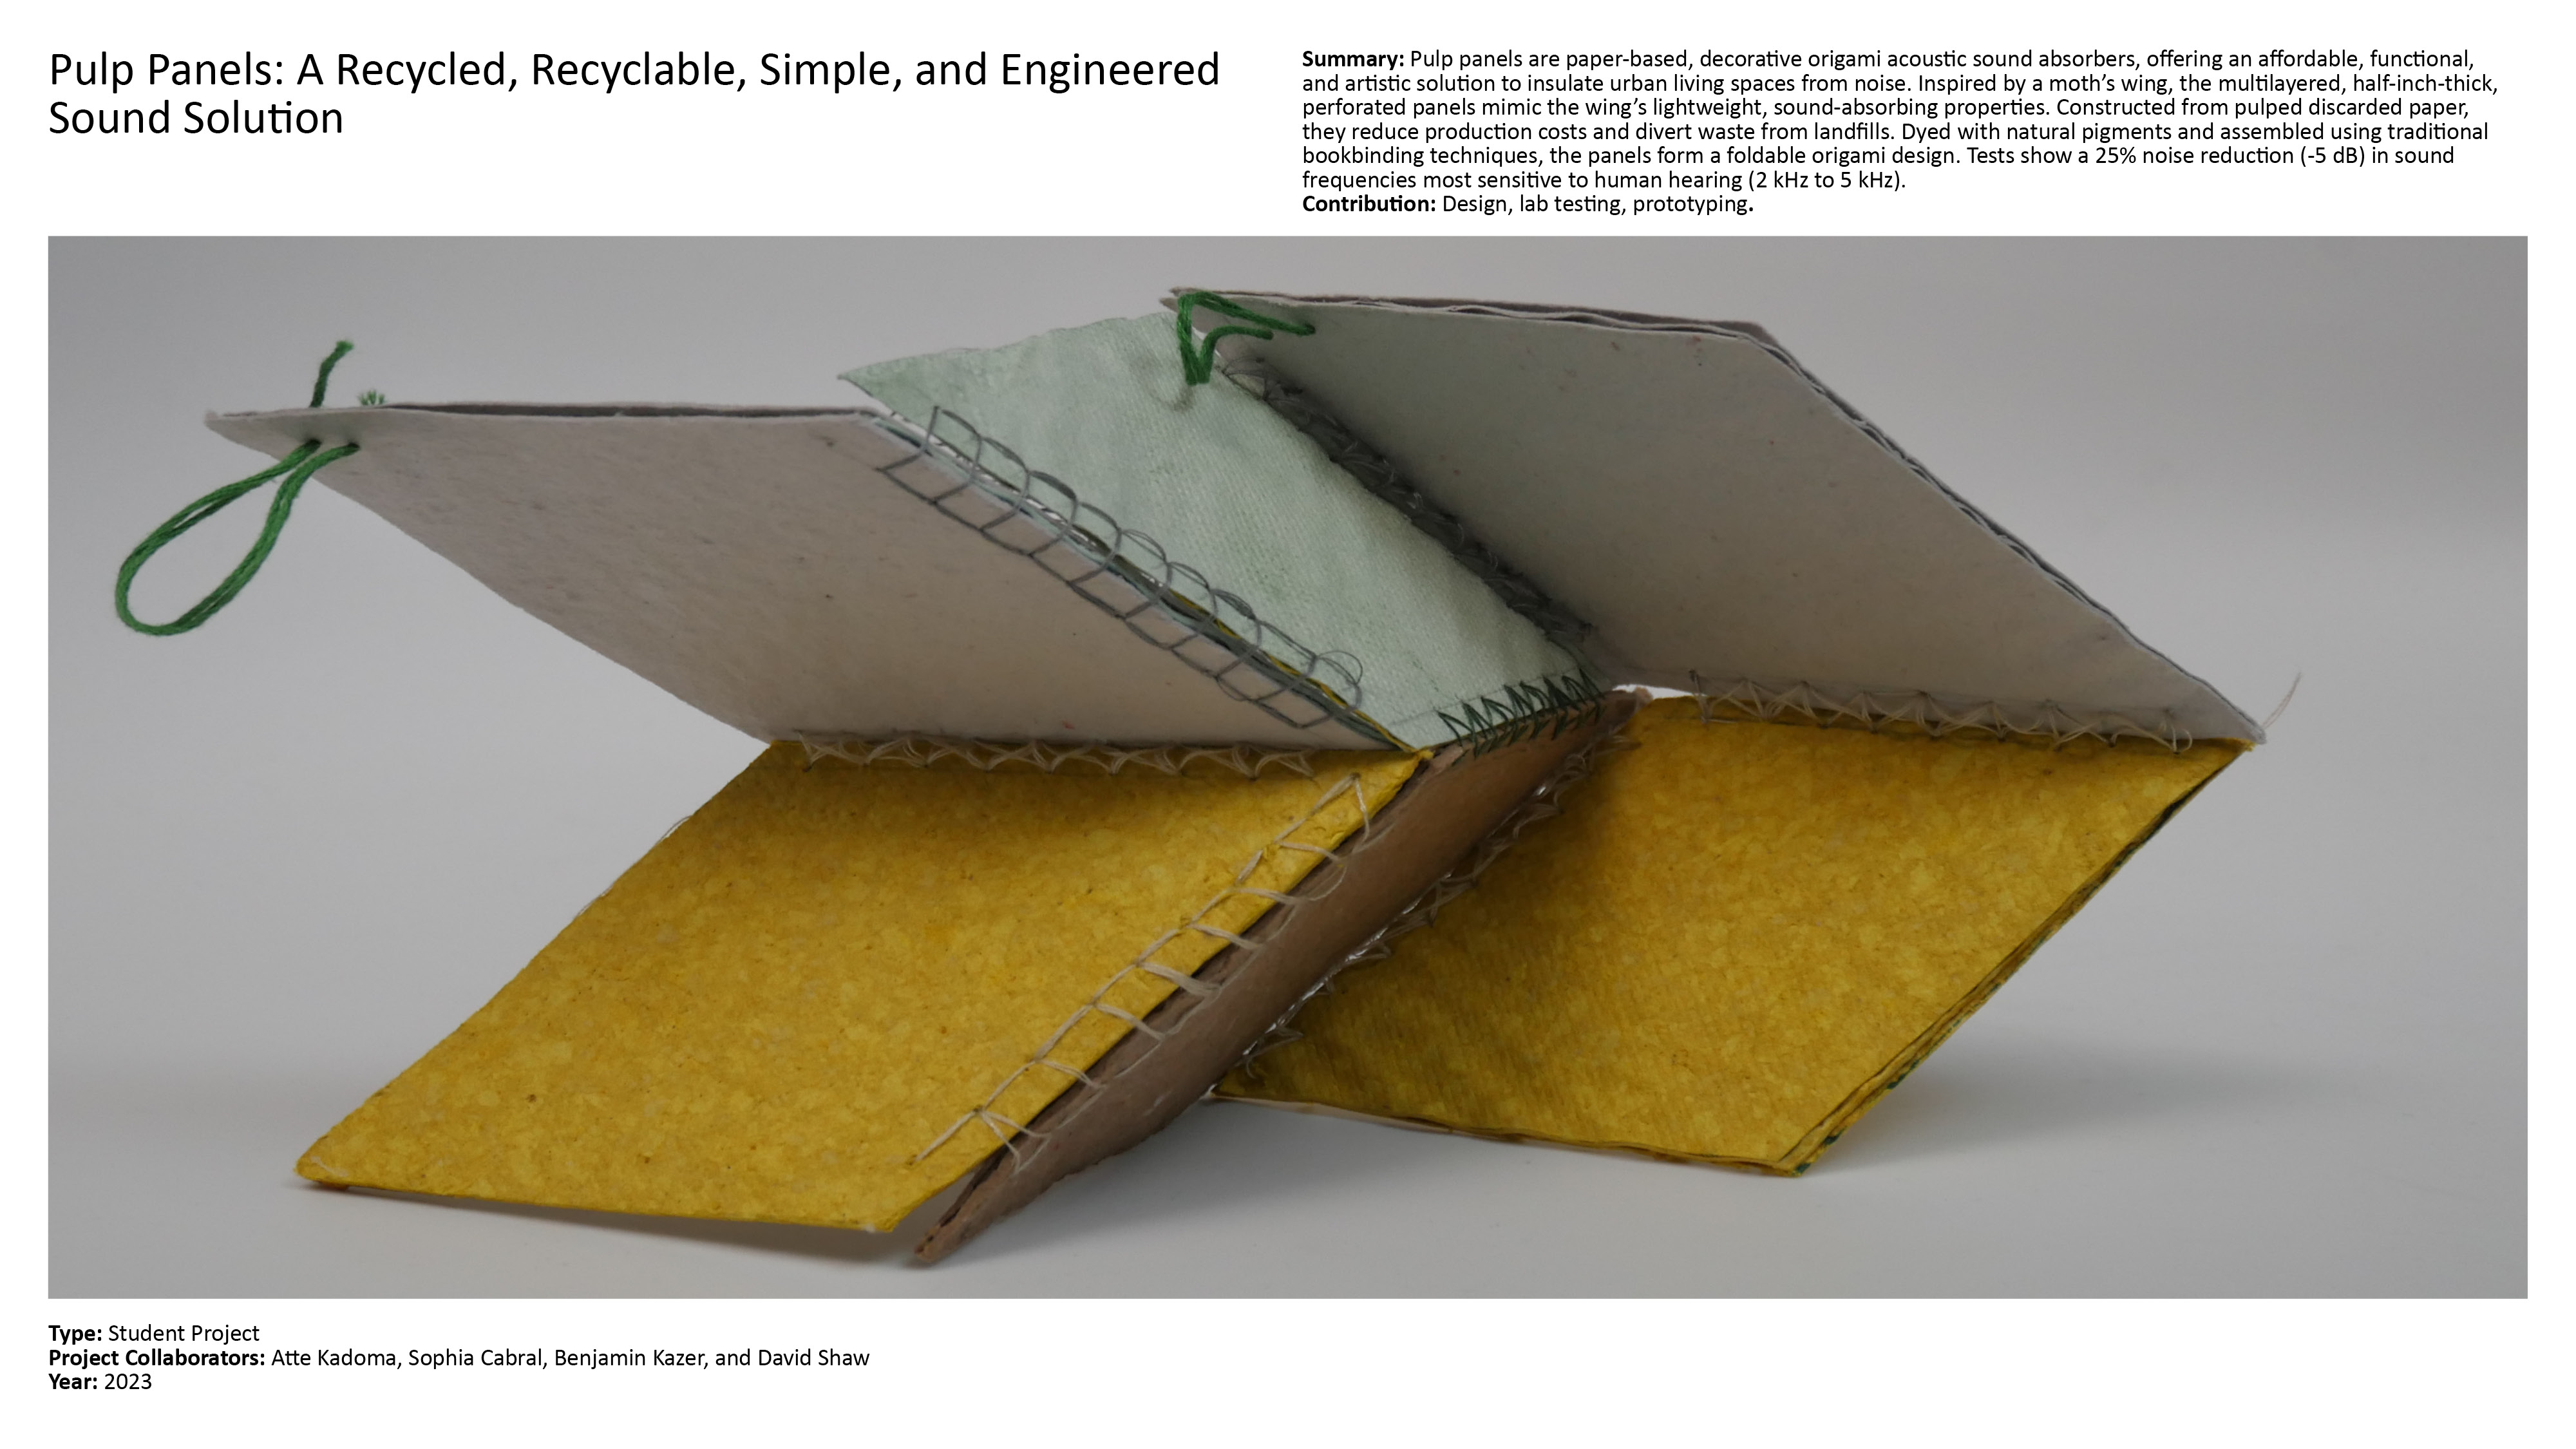 Pulp Panels: A Recycled, Recyclable, Simple, and Engineered
Sound Solution
Summary: Pulp panels are paper-based, decorative origami acoustic sound absorbers, offering an affordable, functional,
and artistic solution to insulate urban living spaces from noise. Inspired by a moth’s wing, the multilayered, half-inch-thick,
perforated panels mimic the wing’s lightweight, sound-absorbing properties. Constructed from pulped discarded paper,
they reduce production costs and divert waste from landfills. Dyed with natural pigments and assembled using traditional
bookbinding techniques, the panels form a foldable origami design. Tests show a 25% noise reduction (-5 dB) in sound
frequencies most sensitive to human hearing (2 kHz to 5 kHz).
Contribution: Design, lab testing, prototyping.
Type: Student Project
Project Collaborators: Atte Kadoma, Sophia Cabral, Benjamin Kazer, and David Shaw
Year: 2023